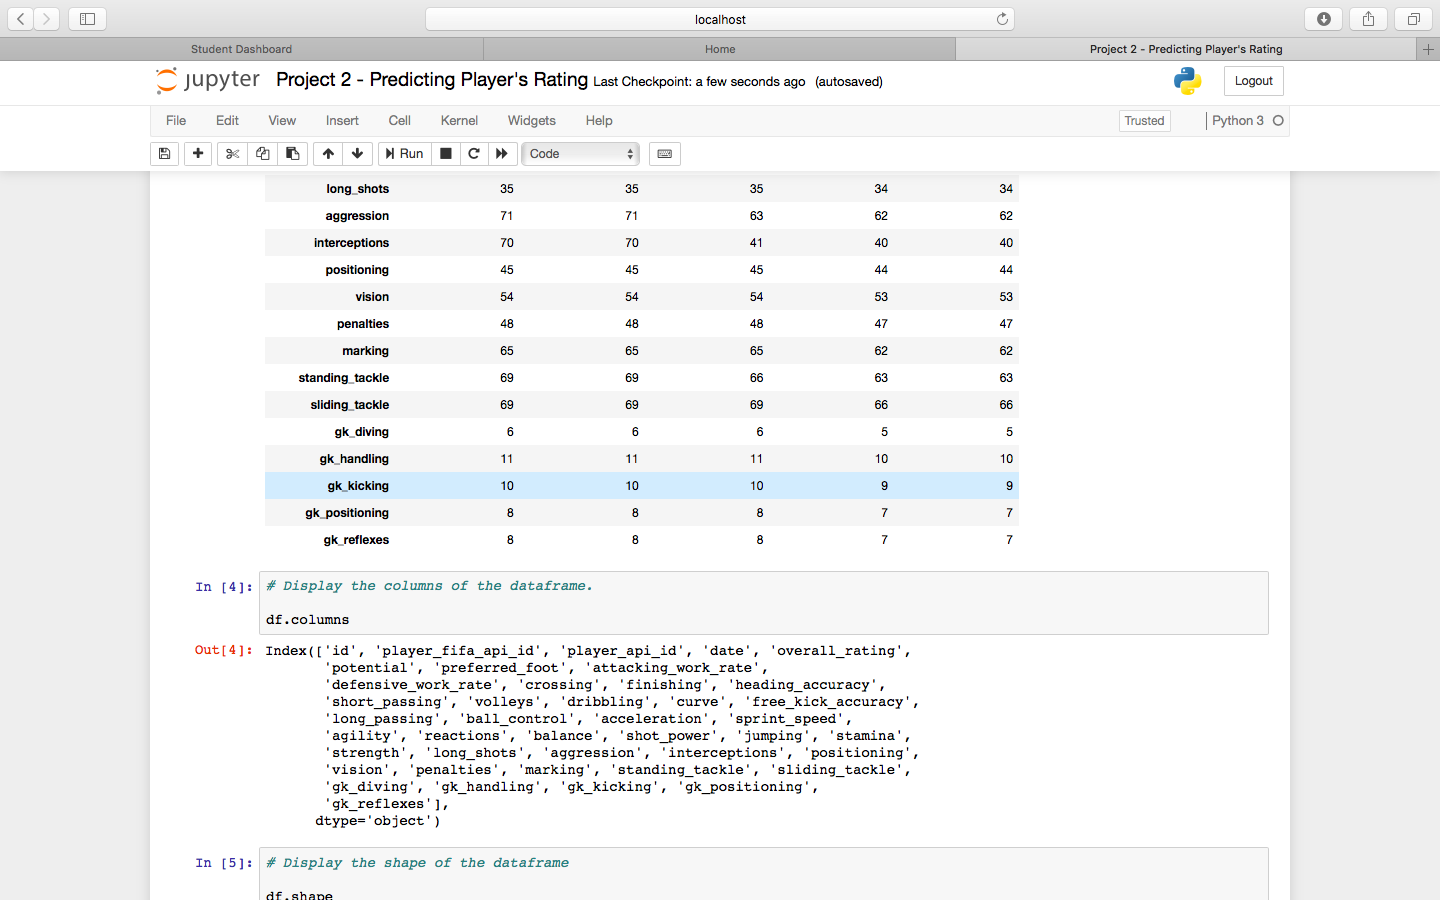 localhost
Student Dashboard
Home
Project 2 - Predicting Player's Rating
jupyter Project 2 - Predicting Player's Rating Last Checkpoint: a few seconds ago (autosaved)
Logout
File Edit View Insert Cell Kernel Widgets Help
Trusted Python 3
Run Code
long_shots 35 35 35 34 34
aggression 71 71 63 62 62
interceptions 70 70 41 40 40
positioning 45 45 45 44 44
vision 54 54 54 53 53
penalties 48 48 48 47 47
marking 65 65 65 62 62
standing_tackle 69 69 66 63 63
sliding_tackle 69 69 69 66 66
gk_diving 6 6 6 5 5
gk_handling 11 11 11 10 10
gk_kicking 10 10 10 9 9
gk_positioning 8 8 8 7 7
gk_reflexes 8 8 8 7 7
In [4]: # Display the columns of the dataframe.
df.columns
Out[4]: Index(['id', 'player_fifa_api_id', 'player_api_id', 'date', 'overall_rating',
'potential', 'preferred_foot', 'attacking_work_rate',
'defensive_work_rate', 'crossing', 'finishing', 'heading_accuracy',
'short_passing', 'volleys', 'dribbling', 'curve', 'free_kick_accuracy',
'long_passing', 'ball_control', 'acceleration', 'sprint_speed',
'agility', 'reactions', 'balance', 'shot_power', 'jumping', 'stamina',
'strength', 'long_shots', 'aggression', 'interceptions', 'positioning',
'vision', 'penalties', 'marking', 'standing_tackle', 'sliding_tackle',
'gk_diving', 'gk_handling', 'gk_kicking', 'gk_positioning',
'gk_reflexes'],
dtype='object')
In [5]: # Display the shape of the dataframe
df.shape